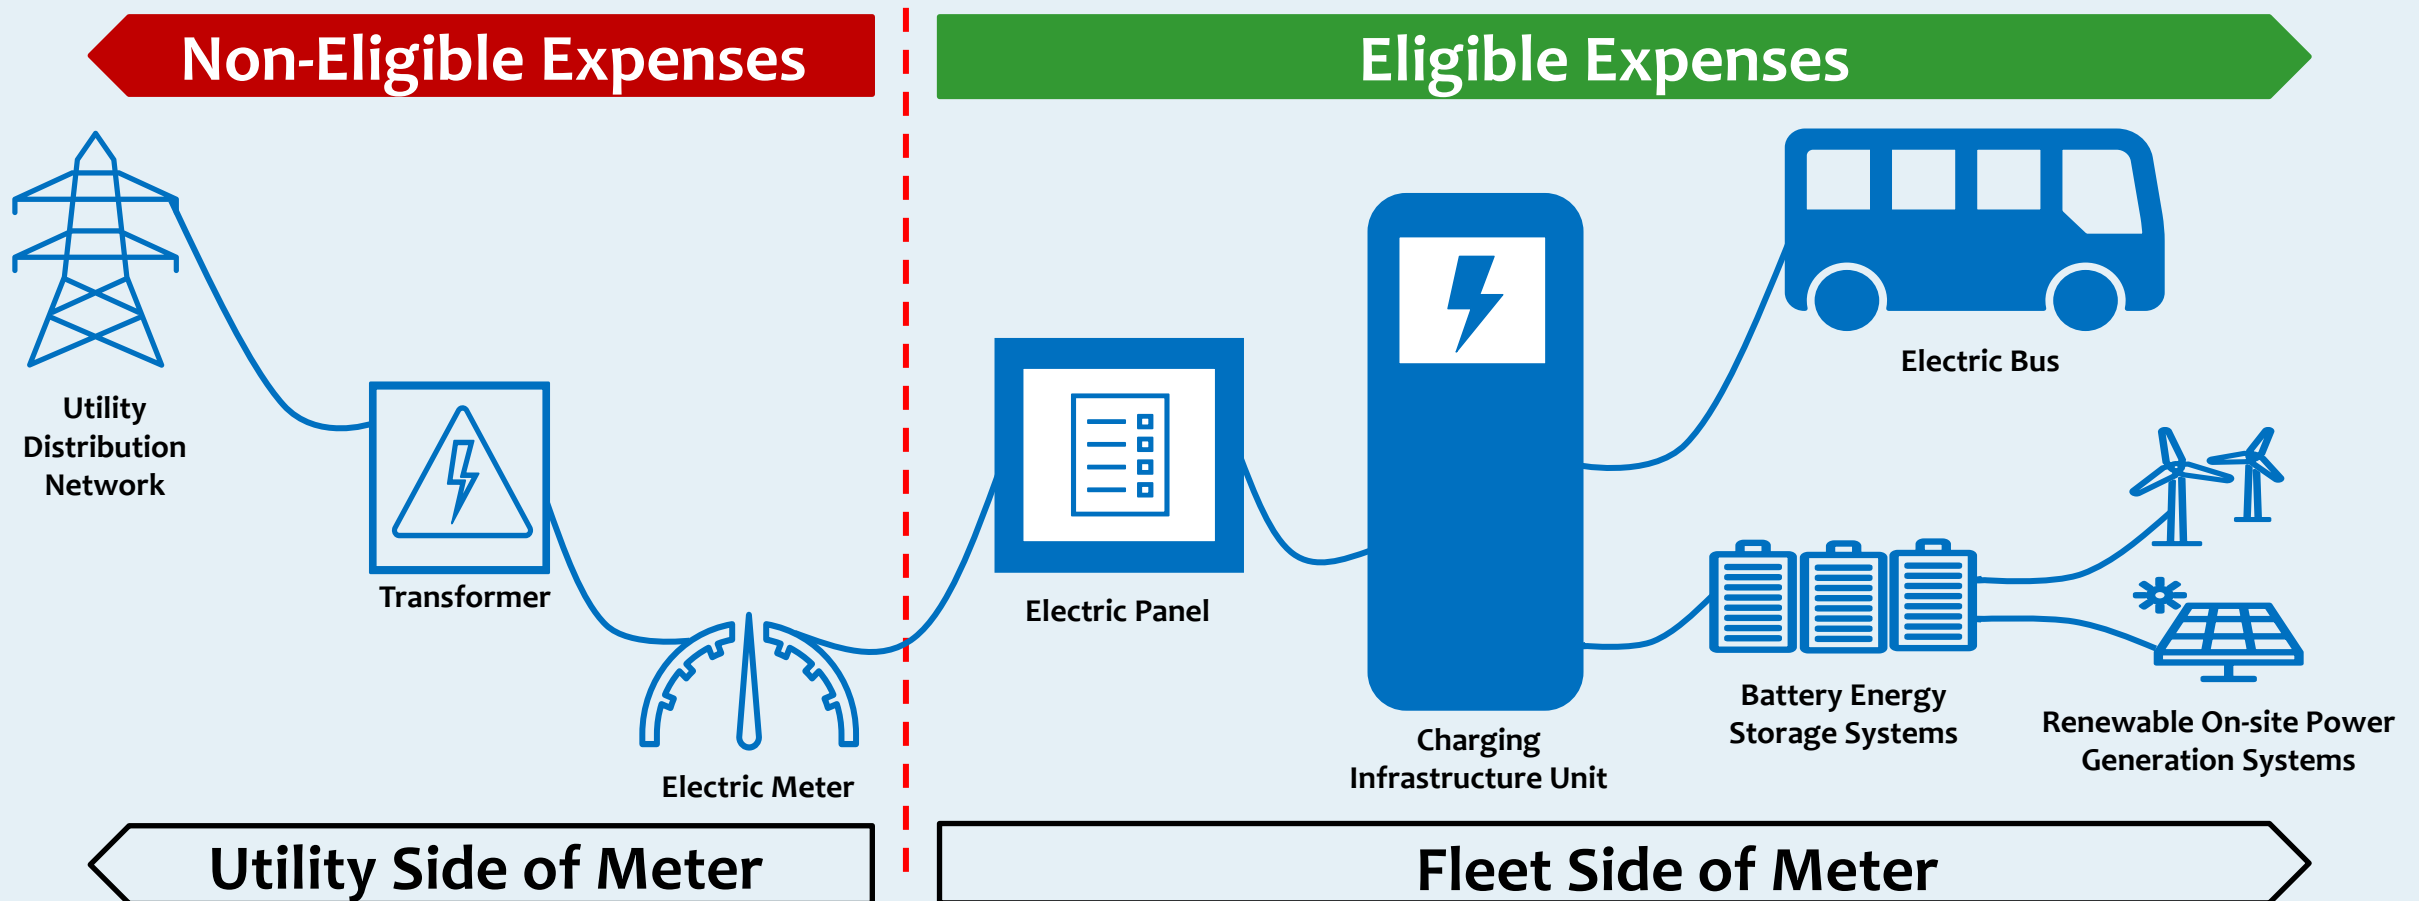 Non-Eligible Expenses
Eligible Expenses
Utility
Distribution
Network
Transformer
Electric Meter
Electric Panel
Charging
Infrastructure Unit
Electric Bus
Battery Energy
Storage Systems
Renewable On-site Power
Generation Systems
Utility Side of Meter
Fleet Side of Meter